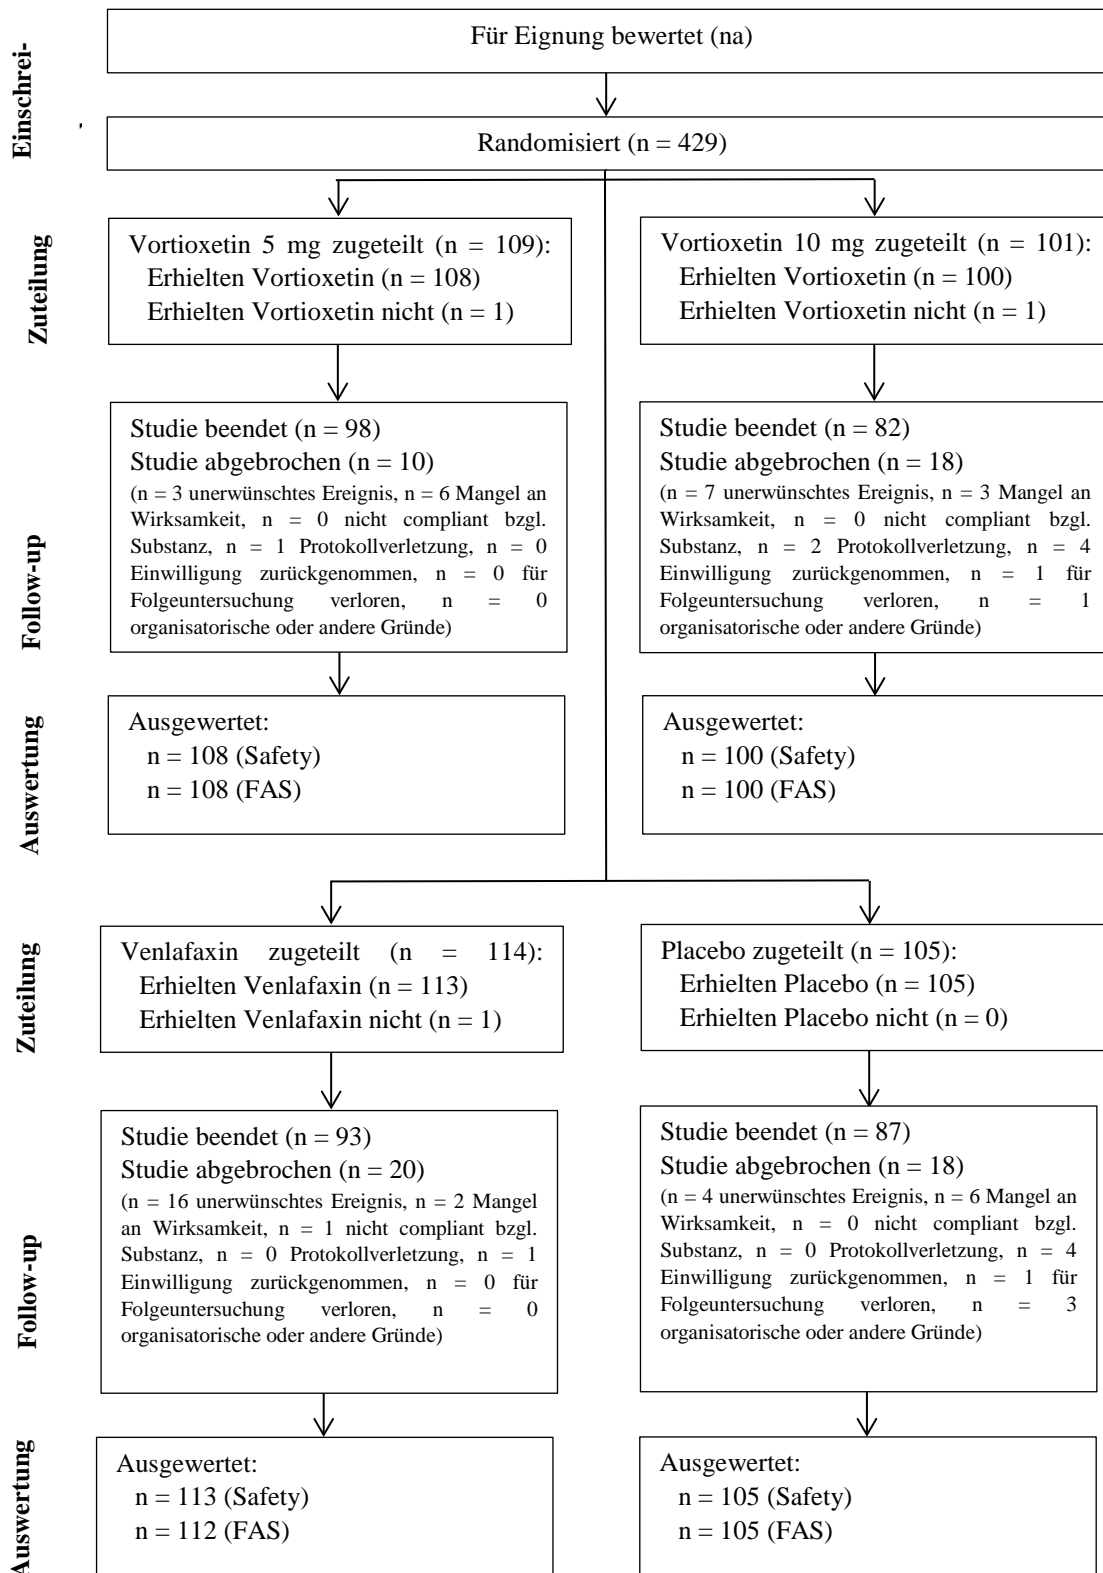 Einschrei-
Für Eignung bewertet (na)
Randomisiert (n = 429)
Zuteilung
Vortioxetin 5 mg zugeteilt (n = 109):
Erhielten Vortioxetin (n = 108)
Erhielten Vortioxetin nicht (n = 1)
Vortioxetin 10 mg zugeteilt (n = 101):
Erhielten Vortioxetin (n = 100)
Erhielten Vortioxetin nicht (n = 1)
Follow-up
Studie beendet (n = 98)
Studie abgebrochen (n = 10)
(n = 3 unerwünschtes Ereignis, n = 6 Mangel an
Wirksamkeit, n = 0 nicht compliant bzgl.
Substanz, n = 1 Protokollverletzung, n = 0
Einwilligung zurückgenommen, n = 0 für
Folgeuntersuchung verloren, n = 0
organisatorische oder andere Gründe)
Studie beendet (n = 82)
Studie abgebrochen (n = 18)
(n = 7 unerwünschtes Ereignis, n = 3 Mangel an
Wirksamkeit, n = 0 nicht compliant bzgl.
Substanz, n = 2 Protokollverletzung, n = 4
Einwilligung zurückgenommen, n = 1 für
Folgeuntersuchung verloren, n = 1
organisatorische oder andere Gründe)
Auswertung
Ausgewertet:
n = 108 (Safety)
n = 108 (FAS)
Ausgewertet:
n = 100 (Safety)
n = 100 (FAS)
Zuteilung
Venlafaxin zugeteilt (n = 114):
Erhielten Venlafaxin (n = 113)
Erhielten Venlafaxin nicht (n = 1)
Placebo zugeteilt (n = 105):
Erhielten Placebo (n = 105)
Erhielten Placebo nicht (n = 0)
Follow-up
Studie beendet (n = 93)
Studie abgebrochen (n = 20)
(n = 16 unerwünschtes Ereignis, n = 2 Mangel
an Wirksamkeit, n = 1 nicht compliant bzgl.
Substanz, n = 0 Protokollverletzung, n = 1
Einwilligung zurückgenommen, n = 0 für
Folgeuntersuchung verloren, n = 0
organisatorische oder andere Gründe)
Studie beendet (n = 87)
Studie abgebrochen (n = 18)
(n = 4 unerwünschtes Ereignis, n = 6 Mangel an
Wirksamkeit, n = 0 nicht compliant bzgl.
Substanz, n = 0 Protokollverletzung, n = 4
Einwilligung zurückgenommen, n = 1 für
Folgeuntersuchung verloren, n = 3
organisatorische oder andere Gründe)
Auswertung
Ausgewertet:
n = 113 (Safety)
n = 112 (FAS)
Ausgewertet:
n = 105 (Safety)
n = 105 (FAS)